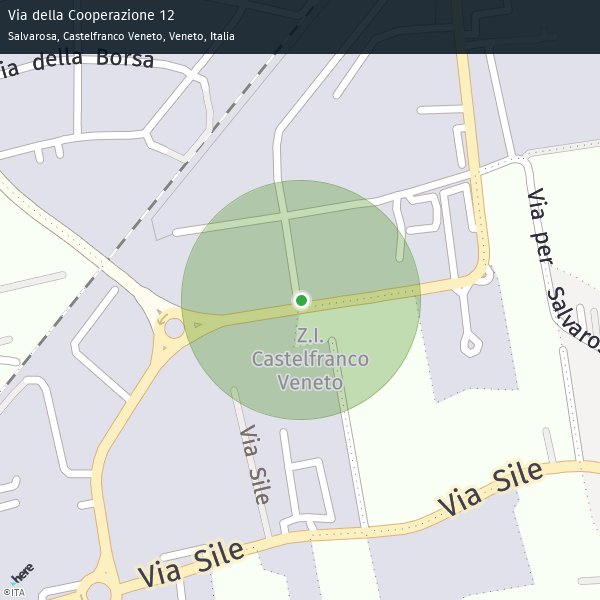 Via della Cooperazione 12
Salvarosa, Castelfranco Veneto, Veneto, Italia
ia della Borsa
Via per
Salvaros
Z.I.
Castelfranco
Veneto
Via Sile
Via Sile
Via Sile
here
©ITA